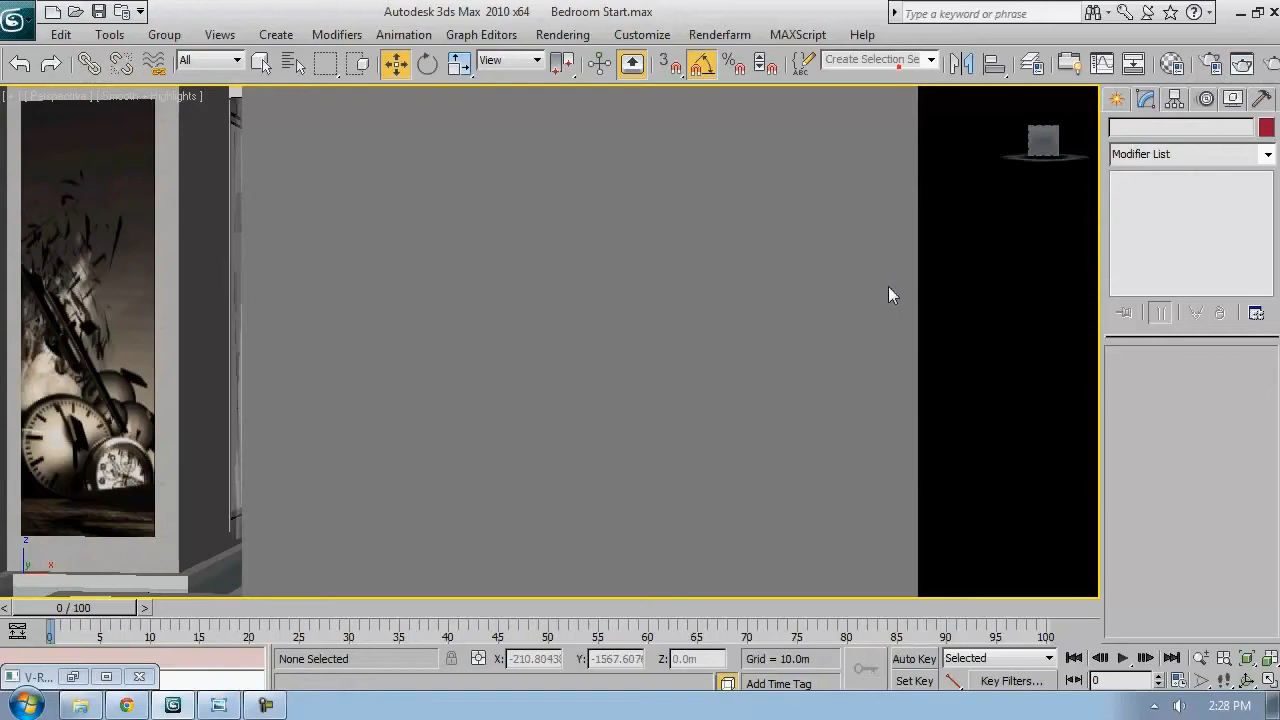 Autodesk 3ds Max 2010 x64 Bedroom Start.max
Type a keyword or phrase
Edit Tools Group Views Create Modifiers Animation Graph Editors Rendering Customize Renderfarm MAXScript Help
All View 3 Create Selection Se
[ + ] [ Perspective ] [ Smooth + Highlights ]
Modifier List
z
y x
0 / 100
0 5 10 15 20 25 30 35 40 45 50 55 60 65 70 75 80 85 90 95 100
None Selected X: -210.8043 Y: -1567.607 Z: 0.0m Grid = 10.0m Auto Key Selected
V-R... Add Time Tag Set Key Key Filters... 0
2:28 PM